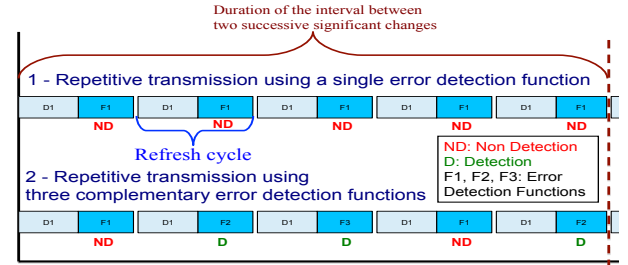 Duration of the interval between
two successive significant changes
1 - Repetitive transmission using a single error detection function
D1 F1 D1 F1 D1 F1 D1 F1 D1 F1
ND ND ND ND ND
Refresh cycle
2 - Repetitive transmission using
three complementary error detection functions
ND: Non Detection
D: Detection
F1, F2, F3: Error
Detection Functions
D1 F1 D1 F2 D1 F3 D1 F1 D1 F2
ND D D ND D